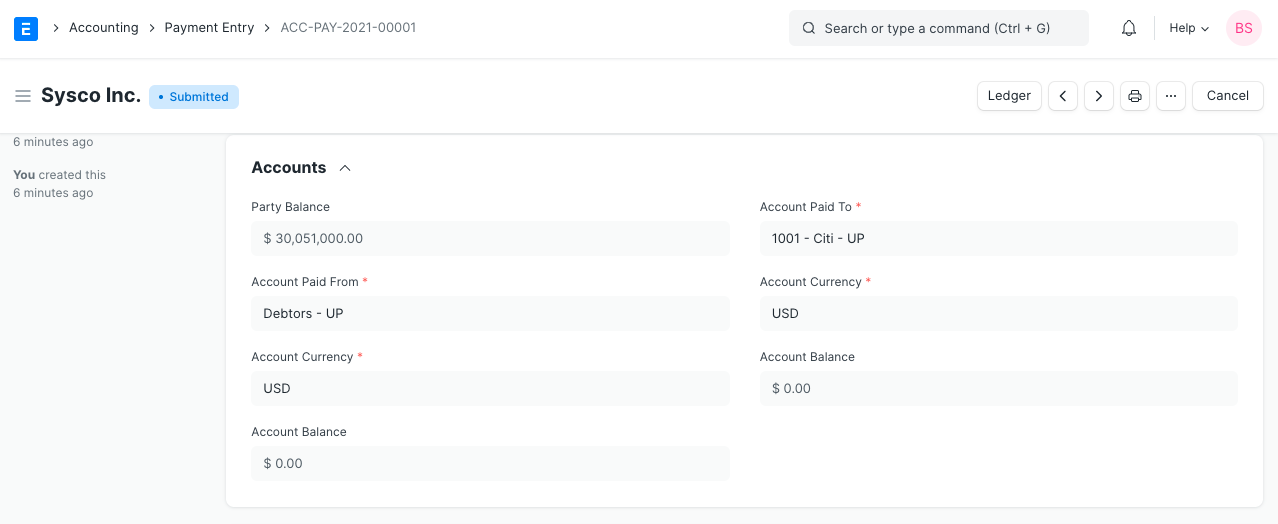 E > Accounting > Payment Entry > ACC-PAY-2021-00001 Search or type a command (Ctrl + G) Help BS
Sysco Inc. • Submitted Ledger ... Cancel
6 minutes ago
You created this
6 minutes ago
Accounts
Party Balance
$ 30,051,000.00
Account Paid From *
Debtors - UP
Account Currency *
USD
Account Balance
$ 0.00
Account Paid To *
1001 - Citi - UP
Account Currency *
USD
Account Balance
$ 0.00